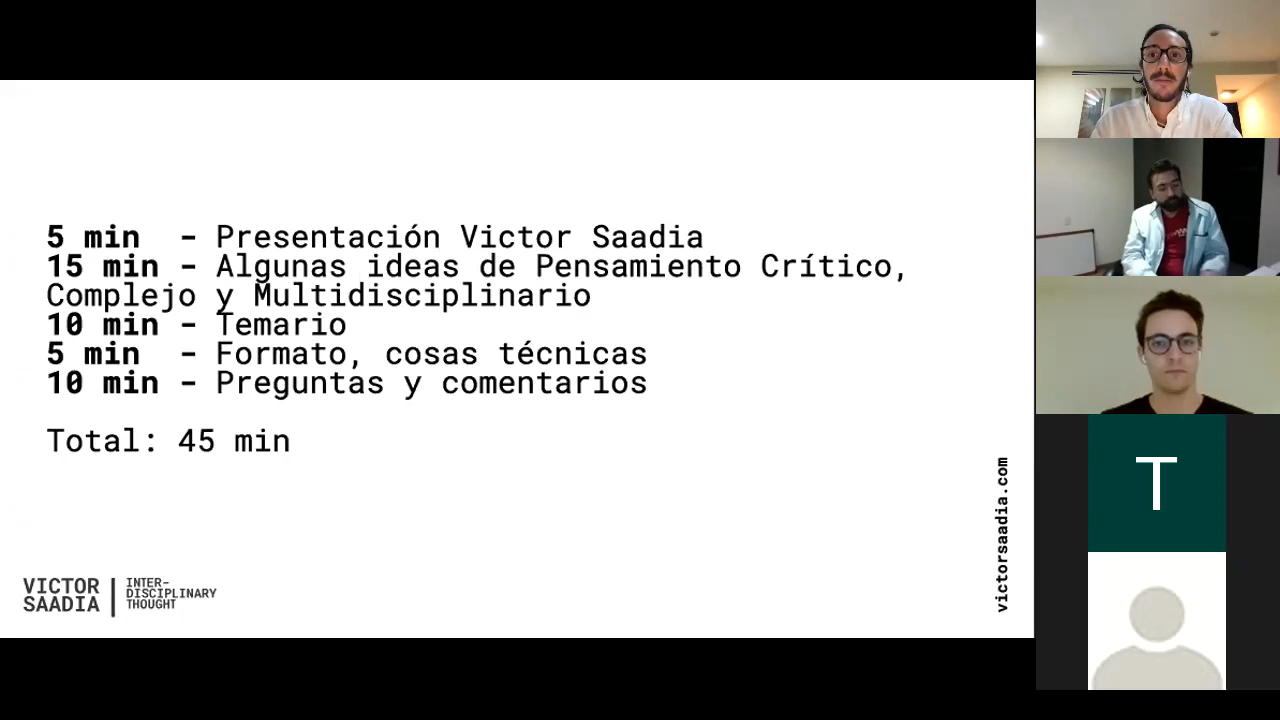 5 min - Presentación Victor Saadia
15 min - Algunas ideas de Pensamiento Crítico,
Complejo y Multidisciplinario
10 min - Temario
5 min - Formato, cosas técnicas
10 min - Preguntas y comentarios
Total: 45 min
victorsaadia.com
VICTOR
SAADIA
INTER-
DISCIPLINARY
THOUGHT
T